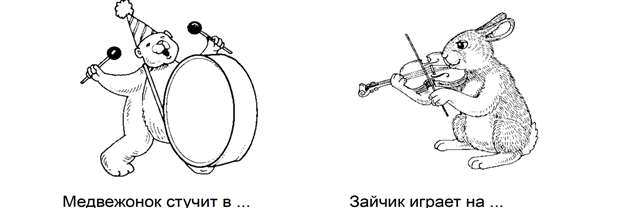 Медвежонок стучит в ...
Зайчик играет на ...